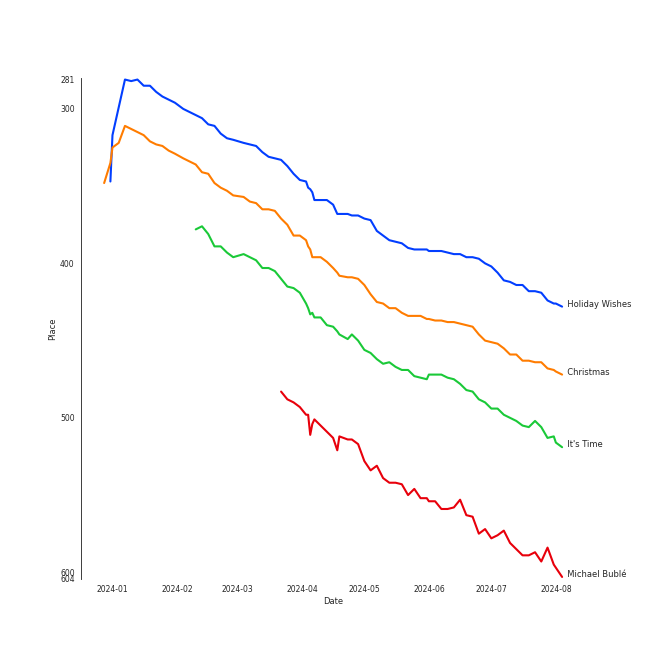 281
300
400
500
600
604
Place
Holiday Wishes
Christmas
It's Time
Michael Bublé
2024-01
2024-02
2024-03
2024-04
2024-05
2024-06
2024-07
2024-08
Date